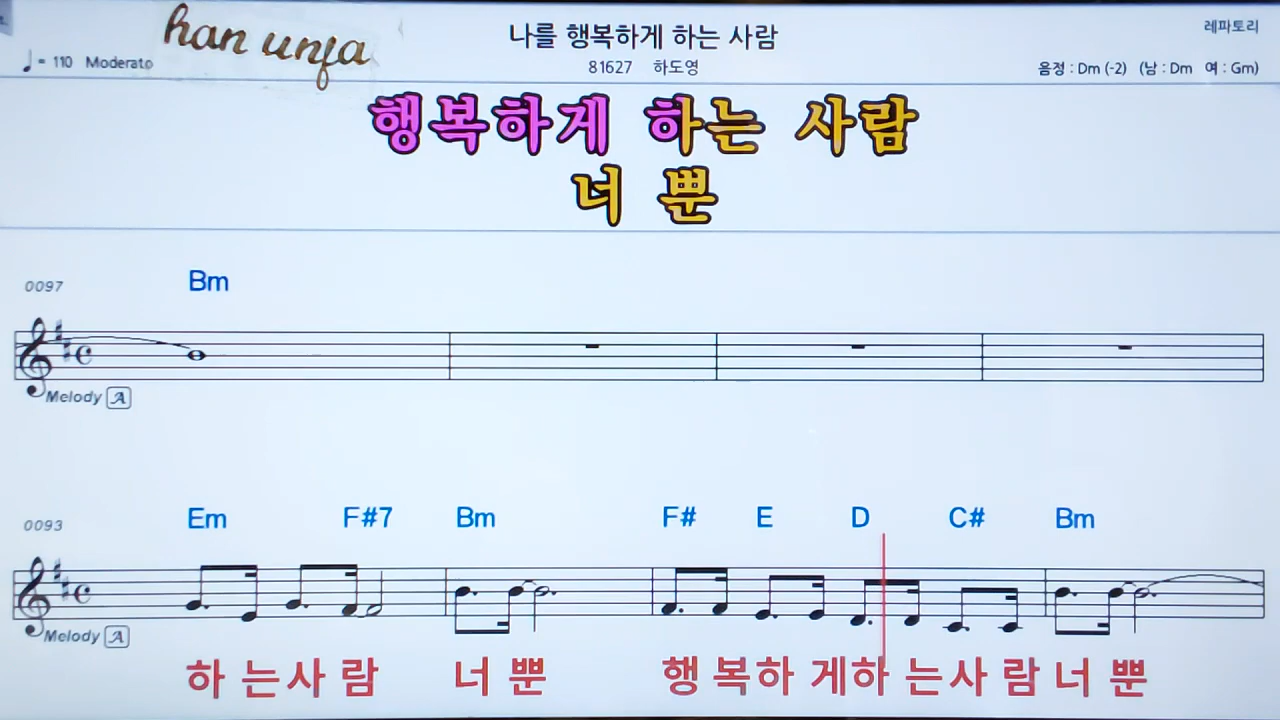 han unfa
나를 행복하게 하는 사람
레파토리
♩= 110 Moderato
81627 하도영
음정 : Dm (-2) (남 : Dm 여 : Gm)
행복하게 하는 사람
너 뿐
0097 Bm
Melody A
0093 Em F#7 Bm F# E D C# Bm
Melody A
하 는사 람 너 뿐 행 복하 게하 는사 람 너 뿐